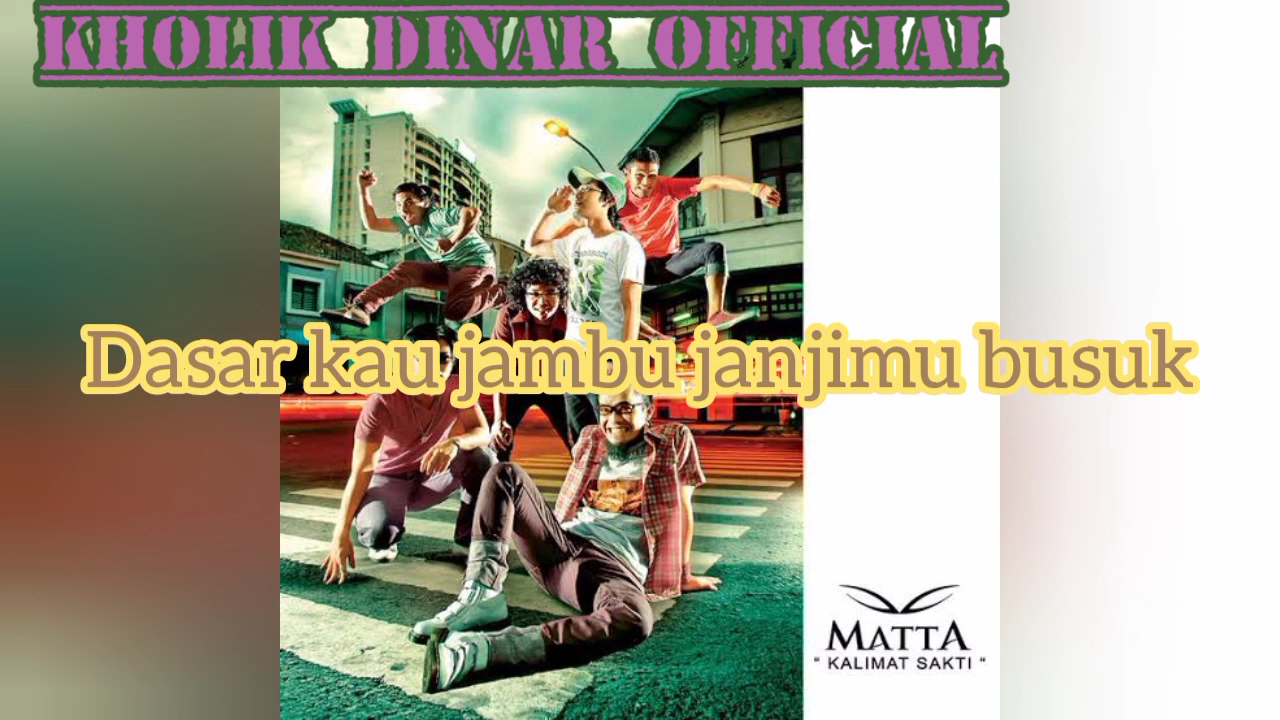 KHOLIK DINAR OFFICIAL
Dasar kau jambu janjimu busuk
MATTA
" KALIMAT SAKTI "